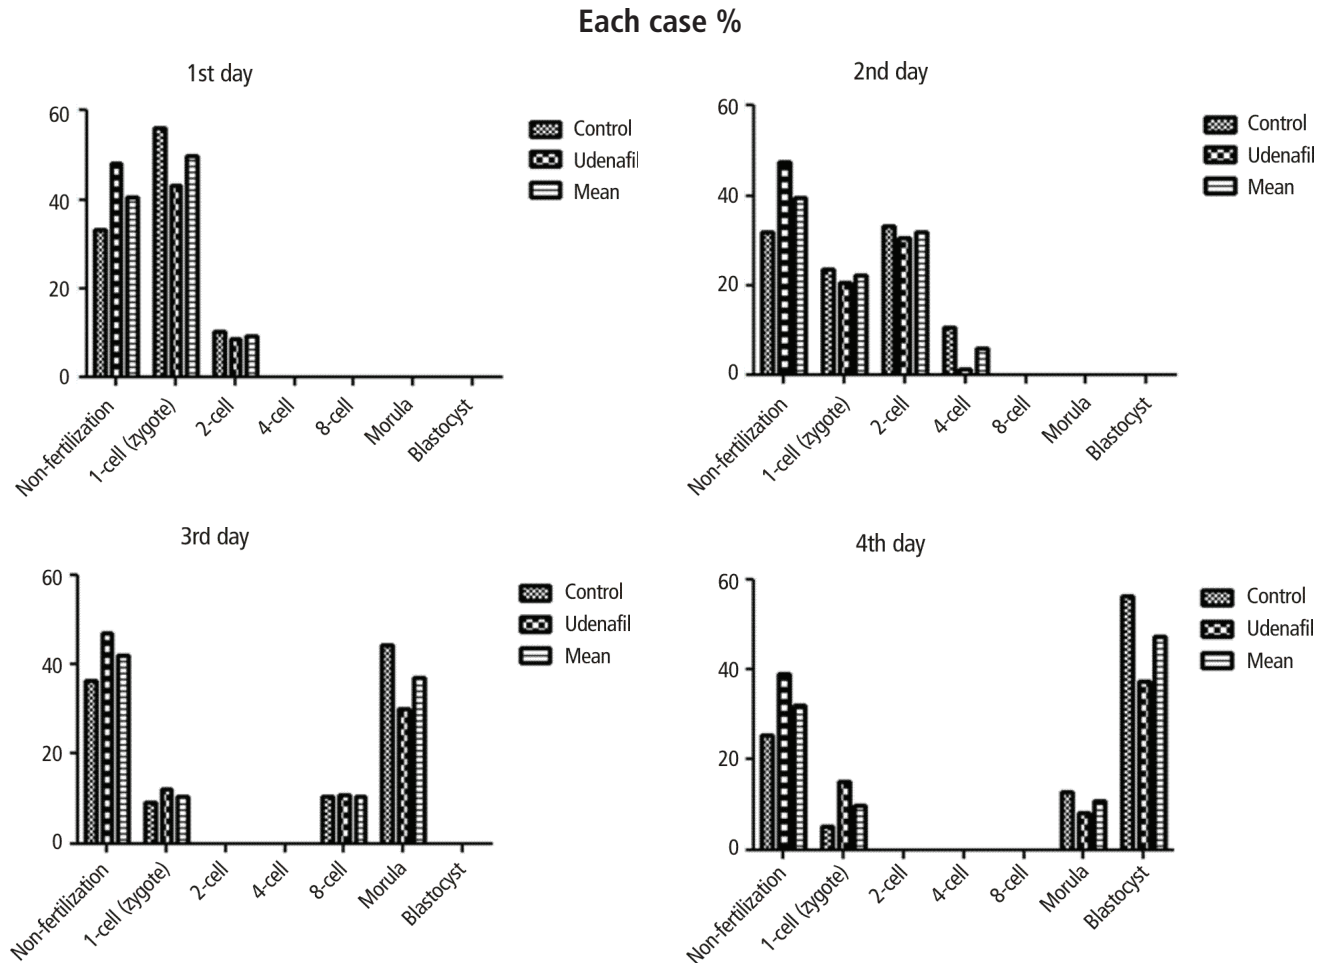 Each case %
1st day
60
40
20
0
Non-fertilization
1-cell (zygote)
2-cell
4-cell
8-cell
Morula
Blastocyst
Control
Udenafil
Mean
2nd day
60
40
20
0
Non-fertilization
1-cell (zygote)
2-cell
4-cell
8-cell
Morula
Blastocyst
Control
Udenafil
Mean
3rd day
60
40
20
0
Non-fertilization
1-cell (zygote)
2-cell
4-cell
8-cell
Morula
Blastocyst
Control
Udenafil
Mean
4th day
60
40
20
0
Non-fertilization
1-cell (zygote)
2-cell
4-cell
8-cell
Morula
Blastocyst
Control
Udenafil
Mean